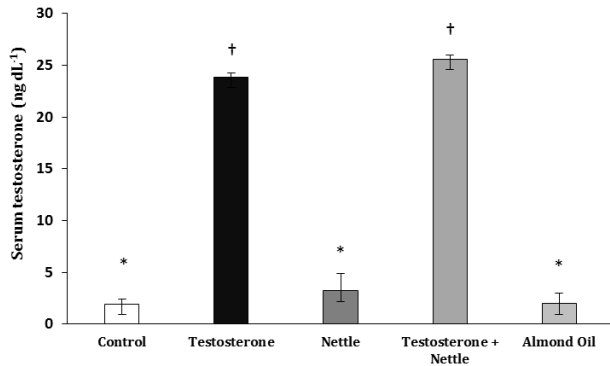 Serum testosterone (ng dL-1)
30
25
20
15
10
5
0
*
†
*
†
*
Control
Testosterone
Nettle
Testosterone +
Nettle
Almond Oil